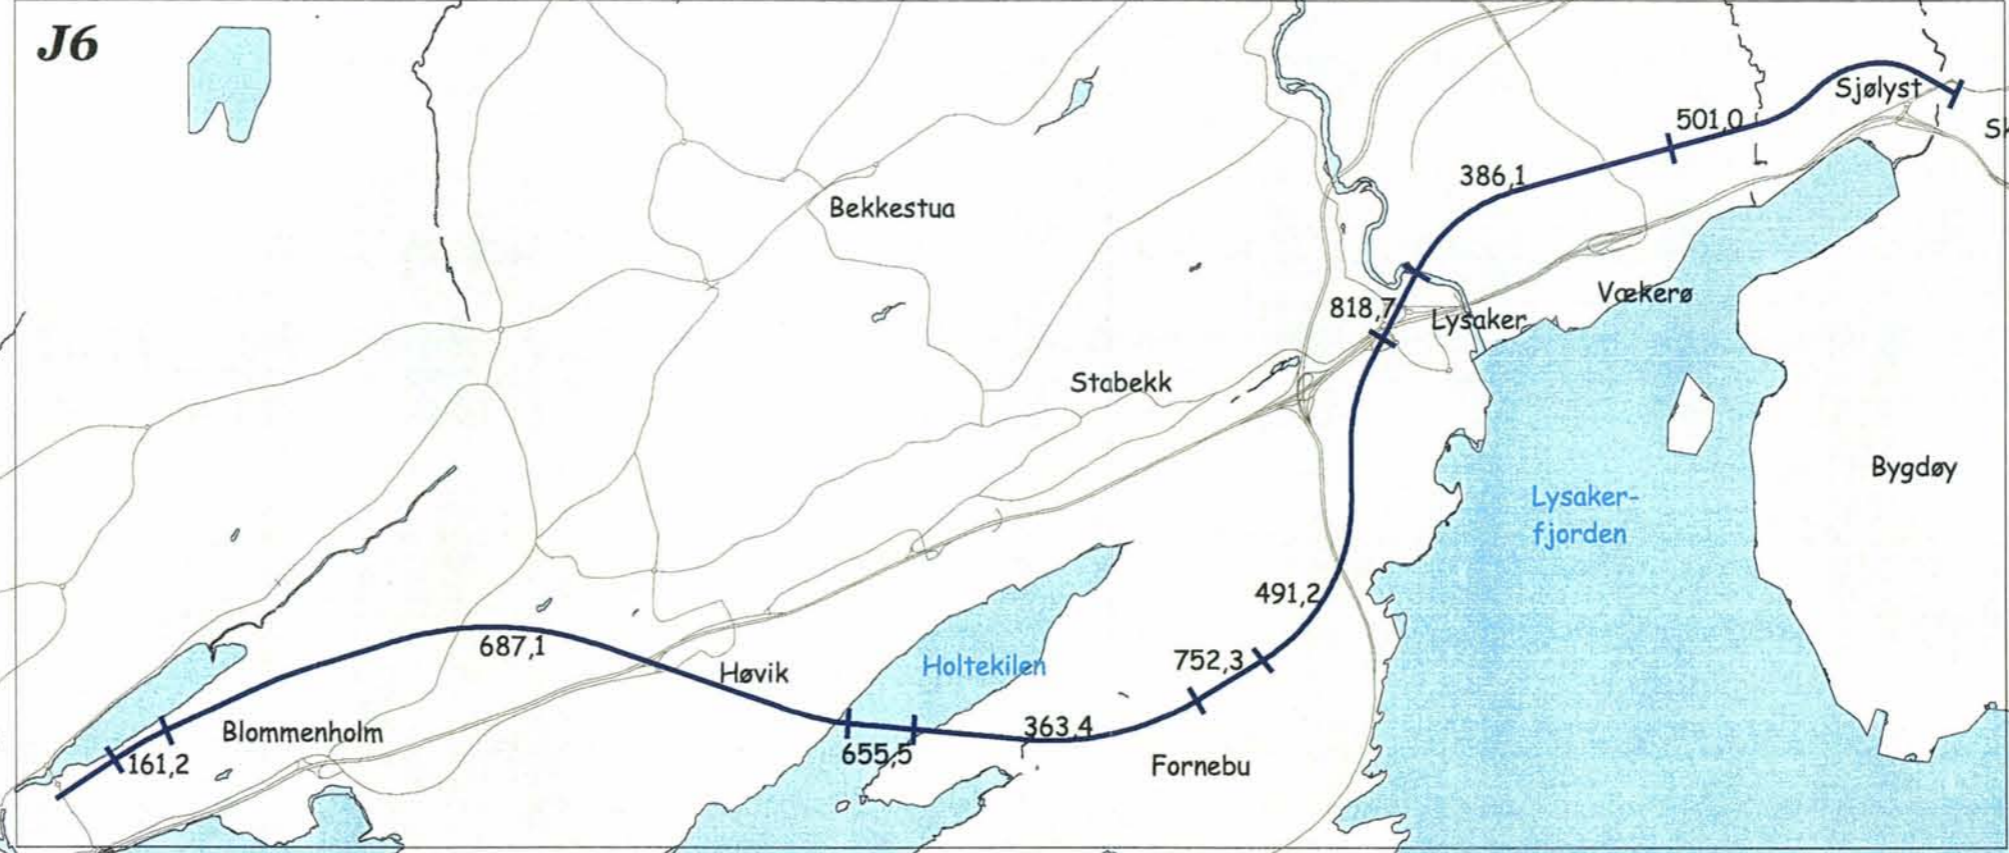 J6
Sjølyst
501,0
386,1
Bekkestua
Vækerø
818,7
Lysaker
Stabekk
Bygdøy
Lysaker-
fjorden
491,2
687,1
Høvik
Holtekilen
752,3
363,4
Blommenholm
161,2
655,5
Fornebu